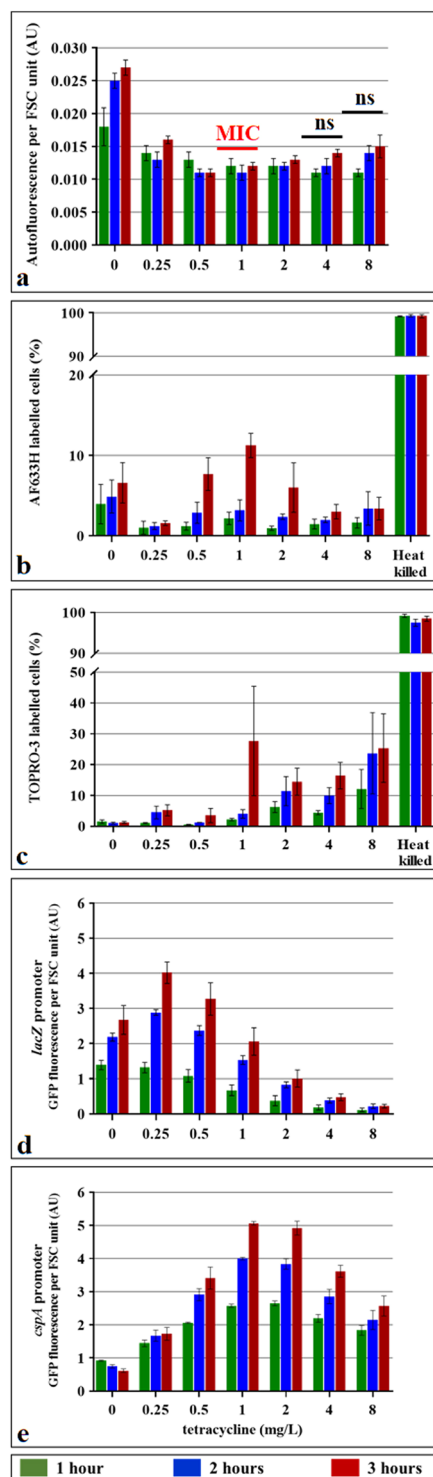 Autofluorescence per FSC unit (AU)
0.030
0.025
0.020
0.015
0.010
0.005
0.000
MIC
ns
ns
0 0.25 0.5 1 2 4 8
a
AF633H labelled cells (%)
100
90
20
10
0
0 0.25 0.5 1 2 4 8 Heat
killed
b
TOPRO-3 labelled cells (%)
100
90
50
40
30
20
10
0
0 0.25 0.5 1 2 4 8 Heat
killed
c
lacZ promoter
GFP fluorescence per FSC unit (AU)
6
5
4
3
2
1
0
0 0.25 0.5 1 2 4 8
d
cspA promoter
GFP fluorescence per FSC unit (AU)
6
5
4
3
2
1
0
0 0.25 0.5 1 2 4 8
tetracycline (mg/L)
e
1 hour 2 hours 3 hours